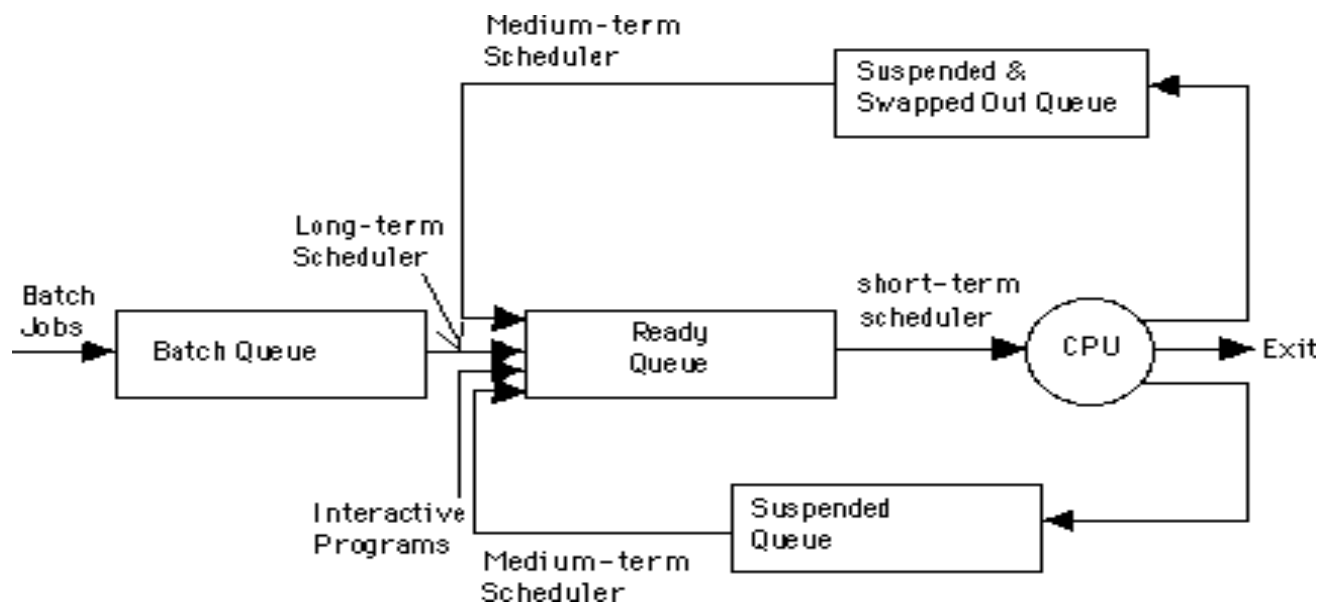 Medium-term
Scheduler
Suspended &
Swapped Out Queue
Long-term
Scheduler
Batch
Jobs
Batch Queue
Ready
Queue
short-term
scheduler
CPU
Exit
Interactive
Programs
Suspended
Queue
Medium-term
Scheduler